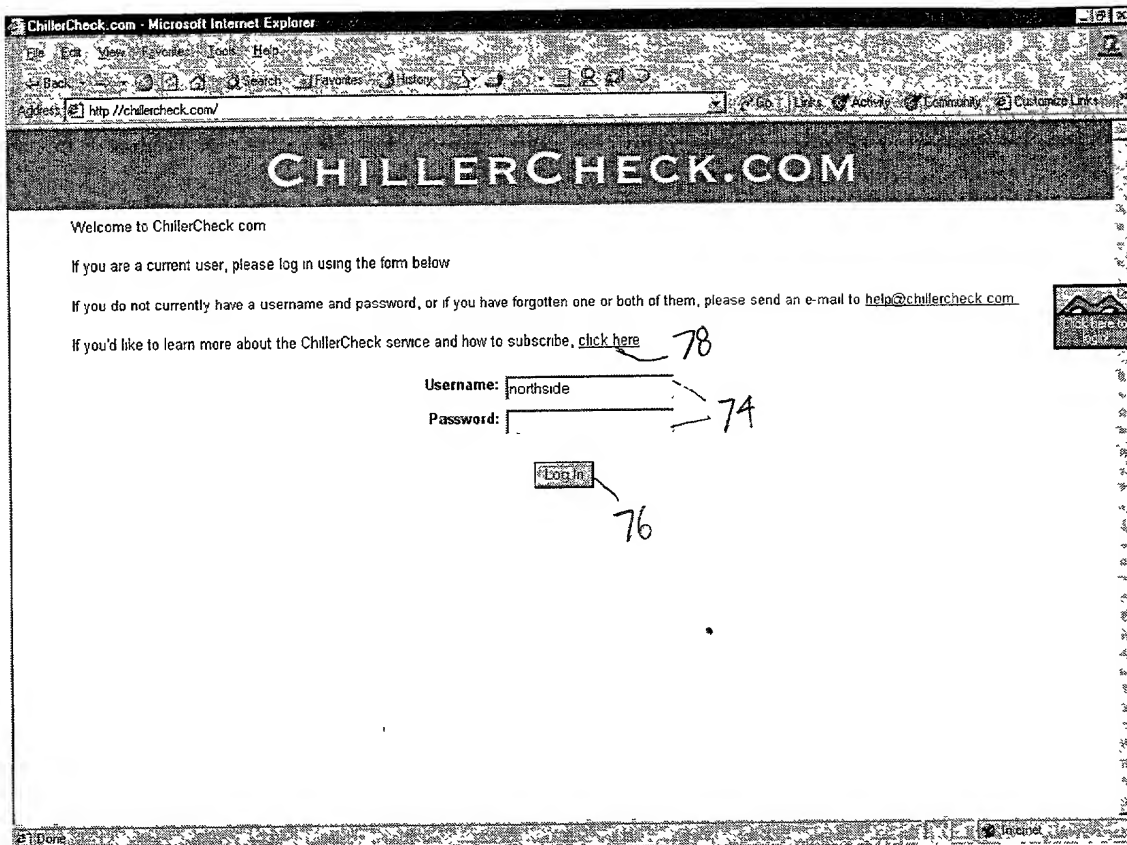 ChillerCheck.com - Microsoft Internet Explorer
File Edit View Favorites Tools Help
Back Search Favorites History
Address http //chillercheck.com/ Go Links Activity Community Customize Links
CHILLERCHECK.COM
Welcome to ChillerCheck com
If you are a current user, please log in using the form below
If you do not currently have a username and password, or if you have forgotten one or both of them, please send an e-mail to help@chillercheck com
Click here to login!
If you'd like to learn more about the ChillerCheck service and how to subscribe, click here 78
Username: northside
74
Password:
Log In
76
Done Internet